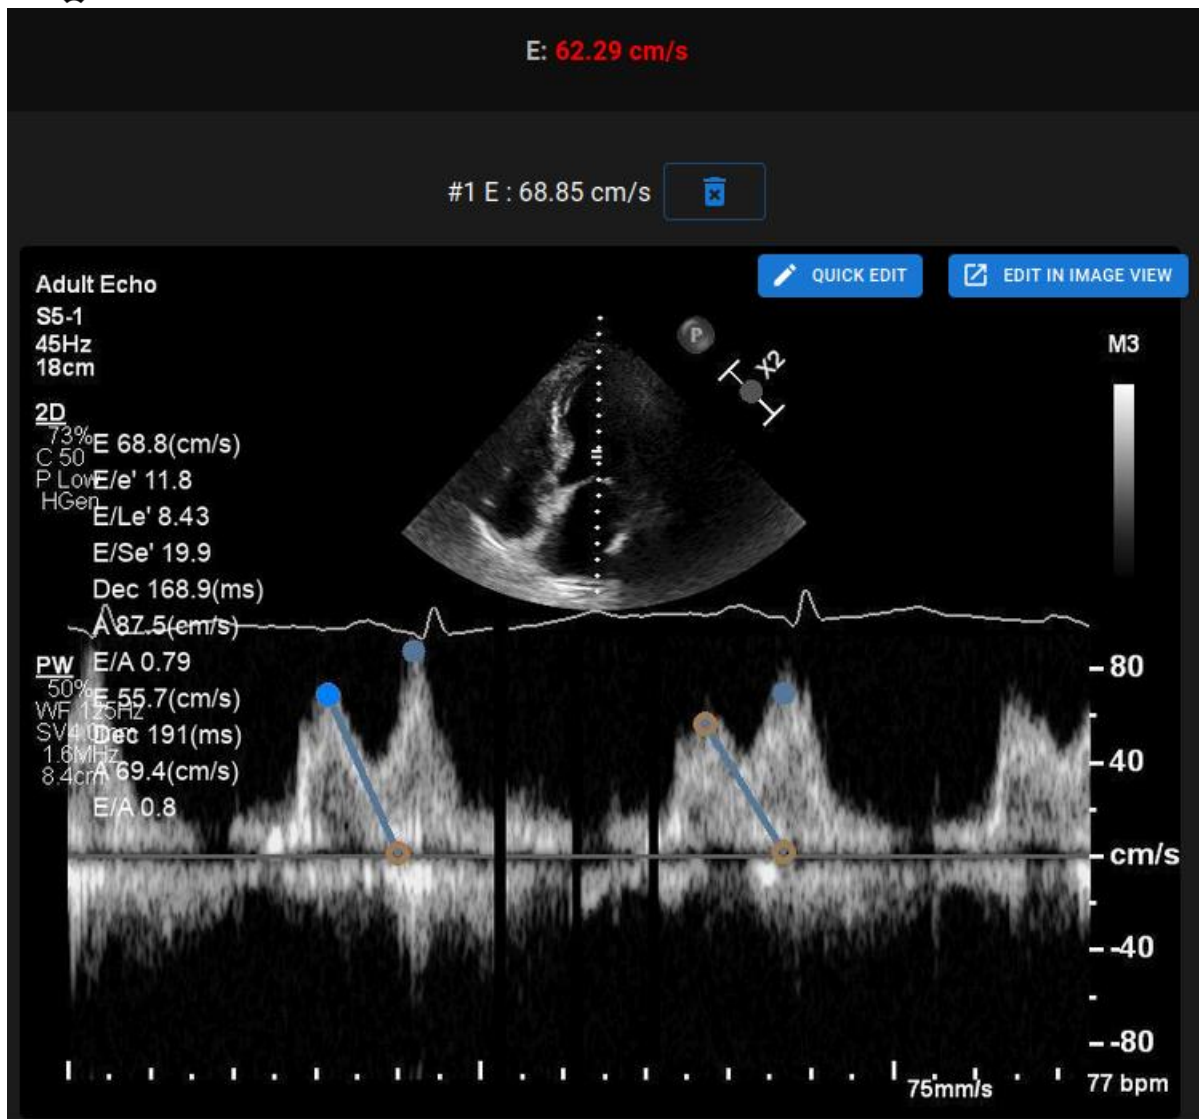 E: 62.29 cm/s
#1 E : 68.85 cm/s
QUICK EDIT
EDIT IN IMAGE VIEW
Adult Echo
S5-1
45Hz
18cm
P
X2
M3
2D
73%
E 68.8(cm/s)
C 50
E/e' 11.8
P Low
HGen
E/Le' 8.43
E/Se' 19.9
Dec 168.9(ms)
A 87.5(cm/s)
PW
E/A 0.79
50%
E 55.7(cm/s)
WF 125Hz
Dec 191(ms)
1.6MHz
A 69.4(cm/s)
8.4cm
E/A 0.8
80
40
cm/s
-40
-80
75mm/s
77 bpm